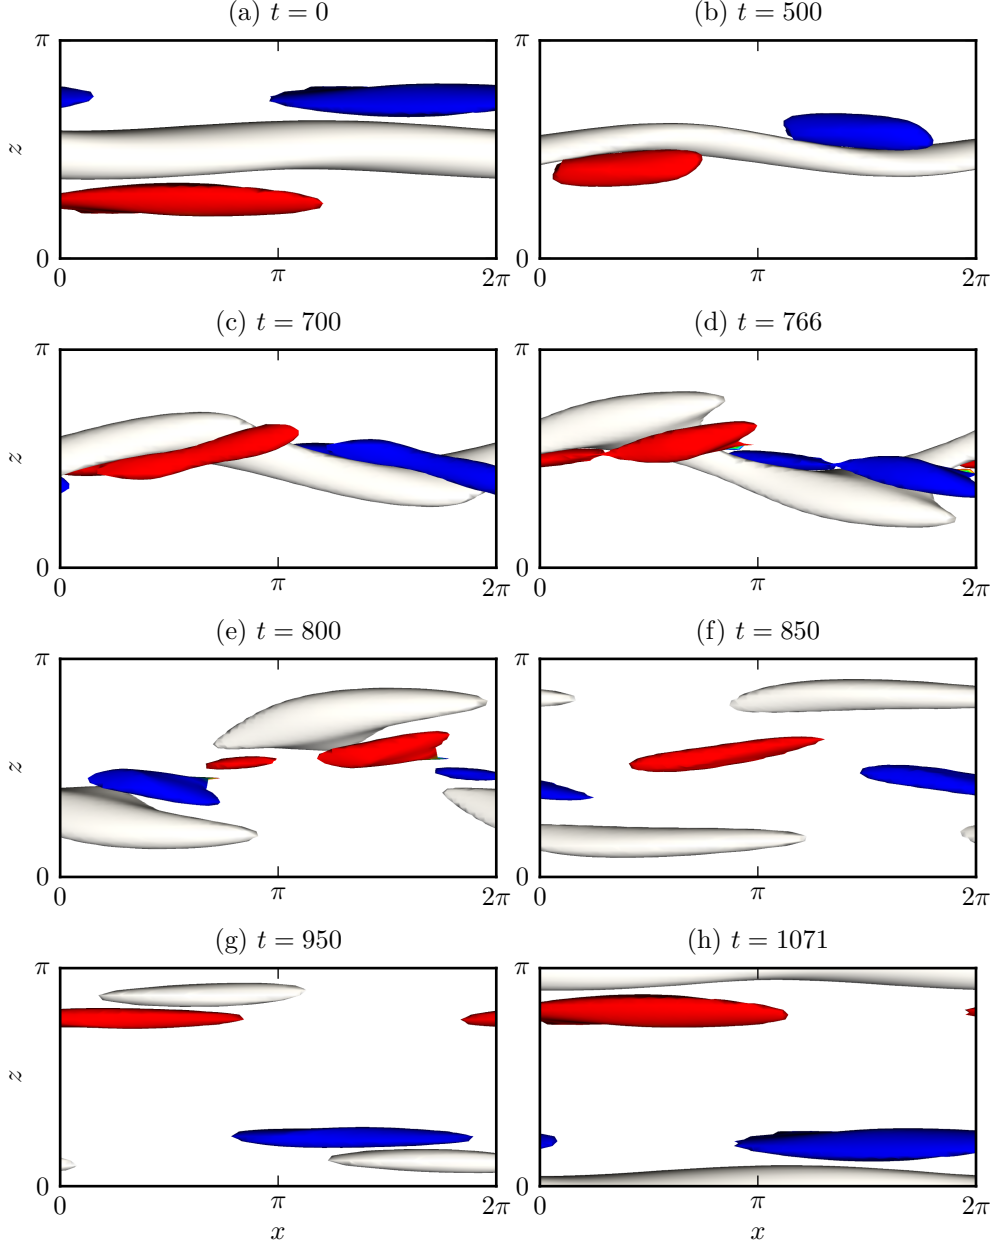 (a) t = 0
(b) t = 500
π
z
0
0
π
2π
π
0
0
π
2π
(c) t = 700
(d) t = 766
π
z
0
0
π
2π
π
0
0
π
2π
(e) t = 800
(f) t = 850
π
z
0
0
π
2π
π
0
0
π
2π
(g) t = 950
(h) t = 1071
π
z
0
0
π
2π
x
π
0
0
π
2π
x